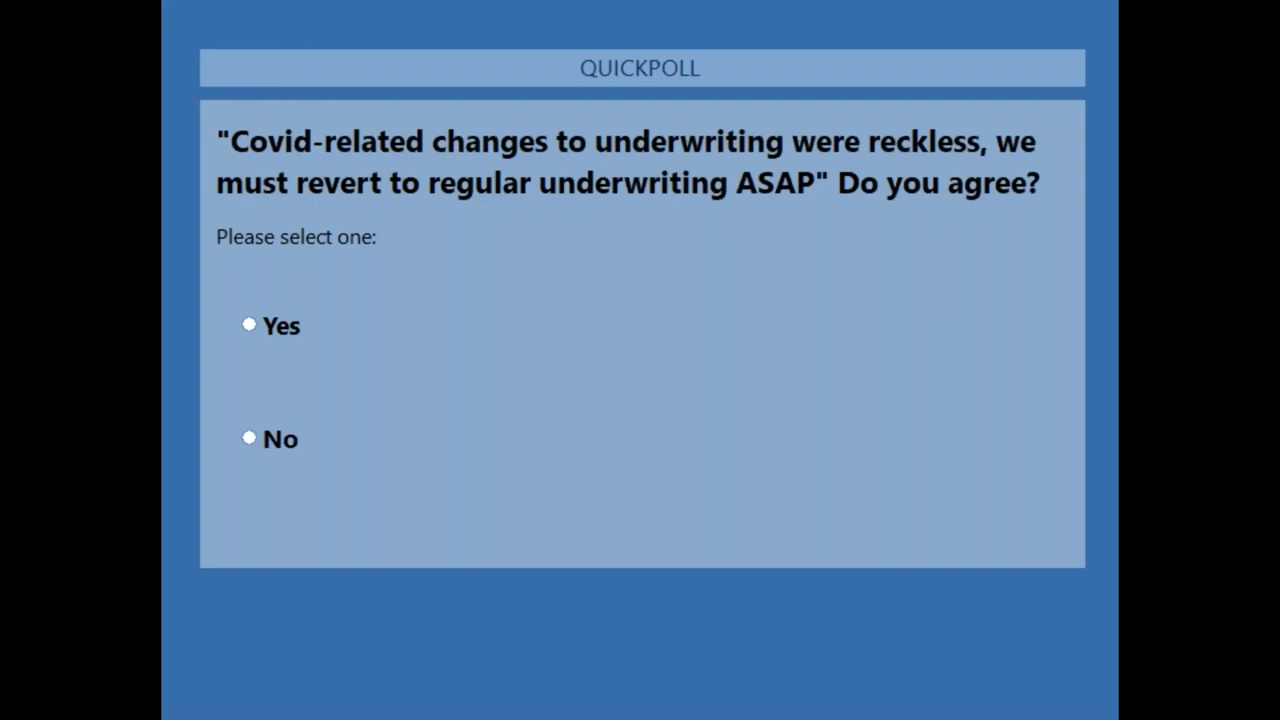 QUICKPOLL
"Covid-related changes to underwriting were reckless, we
must revert to regular underwriting ASAP" Do you agree?
Please select one:
Yes
No